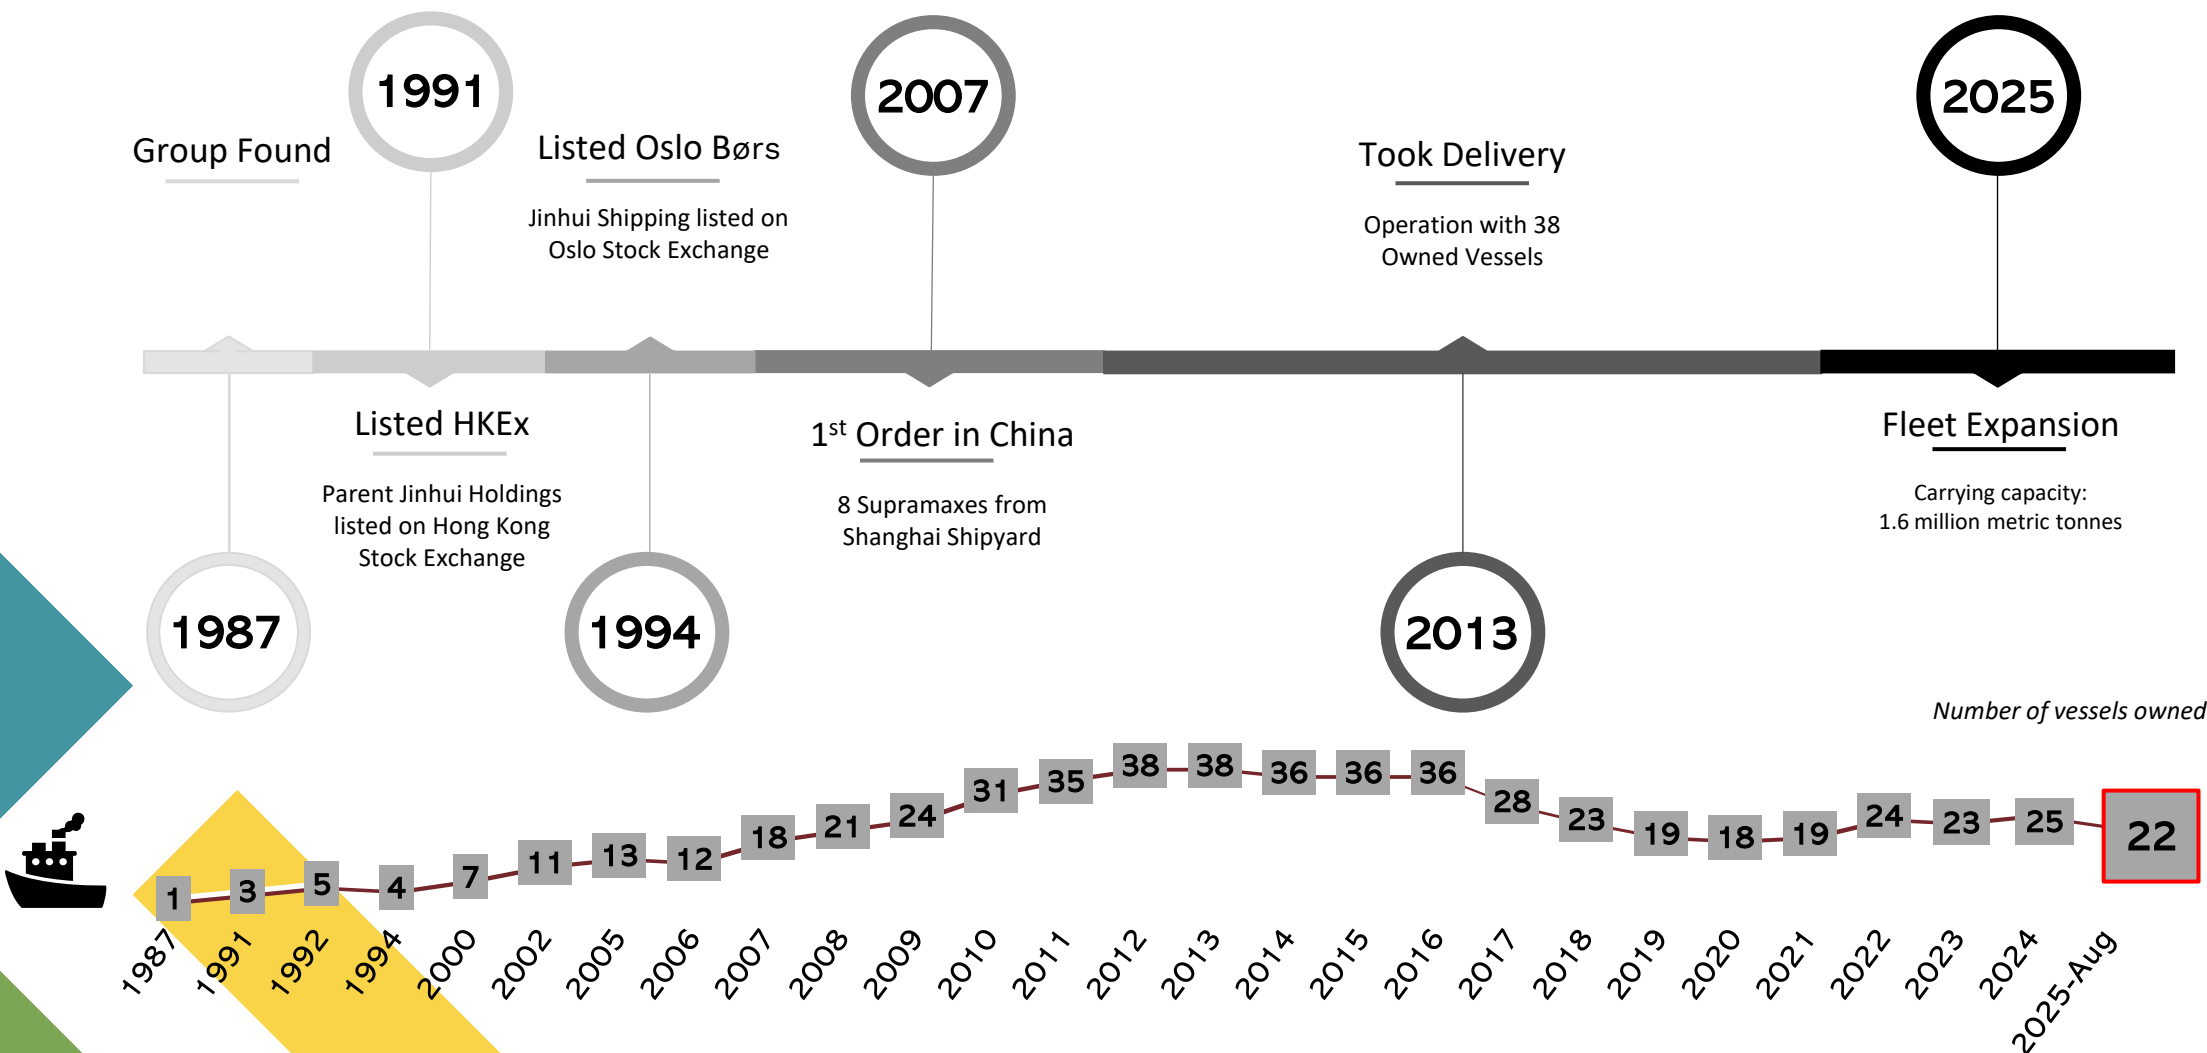 1991
2007
2025
Group Found
Listed Oslo Børs
Jinhui Shipping listed on
Oslo Stock Exchange
Took Delivery
Operation with 38
Owned Vessels
Listed HKEx
Parent Jinhui Holdings
listed on Hong Kong
Stock Exchange
1st Order in China
8 Supramaxes from
Shanghai Shipyard
Fleet Expansion
Carrying capacity:
1.6 million metric tonnes
1987
1994
2013
Number of vessels owned
1 3 5 4 7 11 13 12 18 21 24 31 35 38 38 36 36 36 28 23 19 18 19 24 23 25 22
1987 1991 1992 1994 2000 2002 2005 2006 2007 2008 2009 2010 2011 2012 2013 2014 2015 2016 2017 2018 2019 2020 2021 2022 2023 2024 2025-Aug